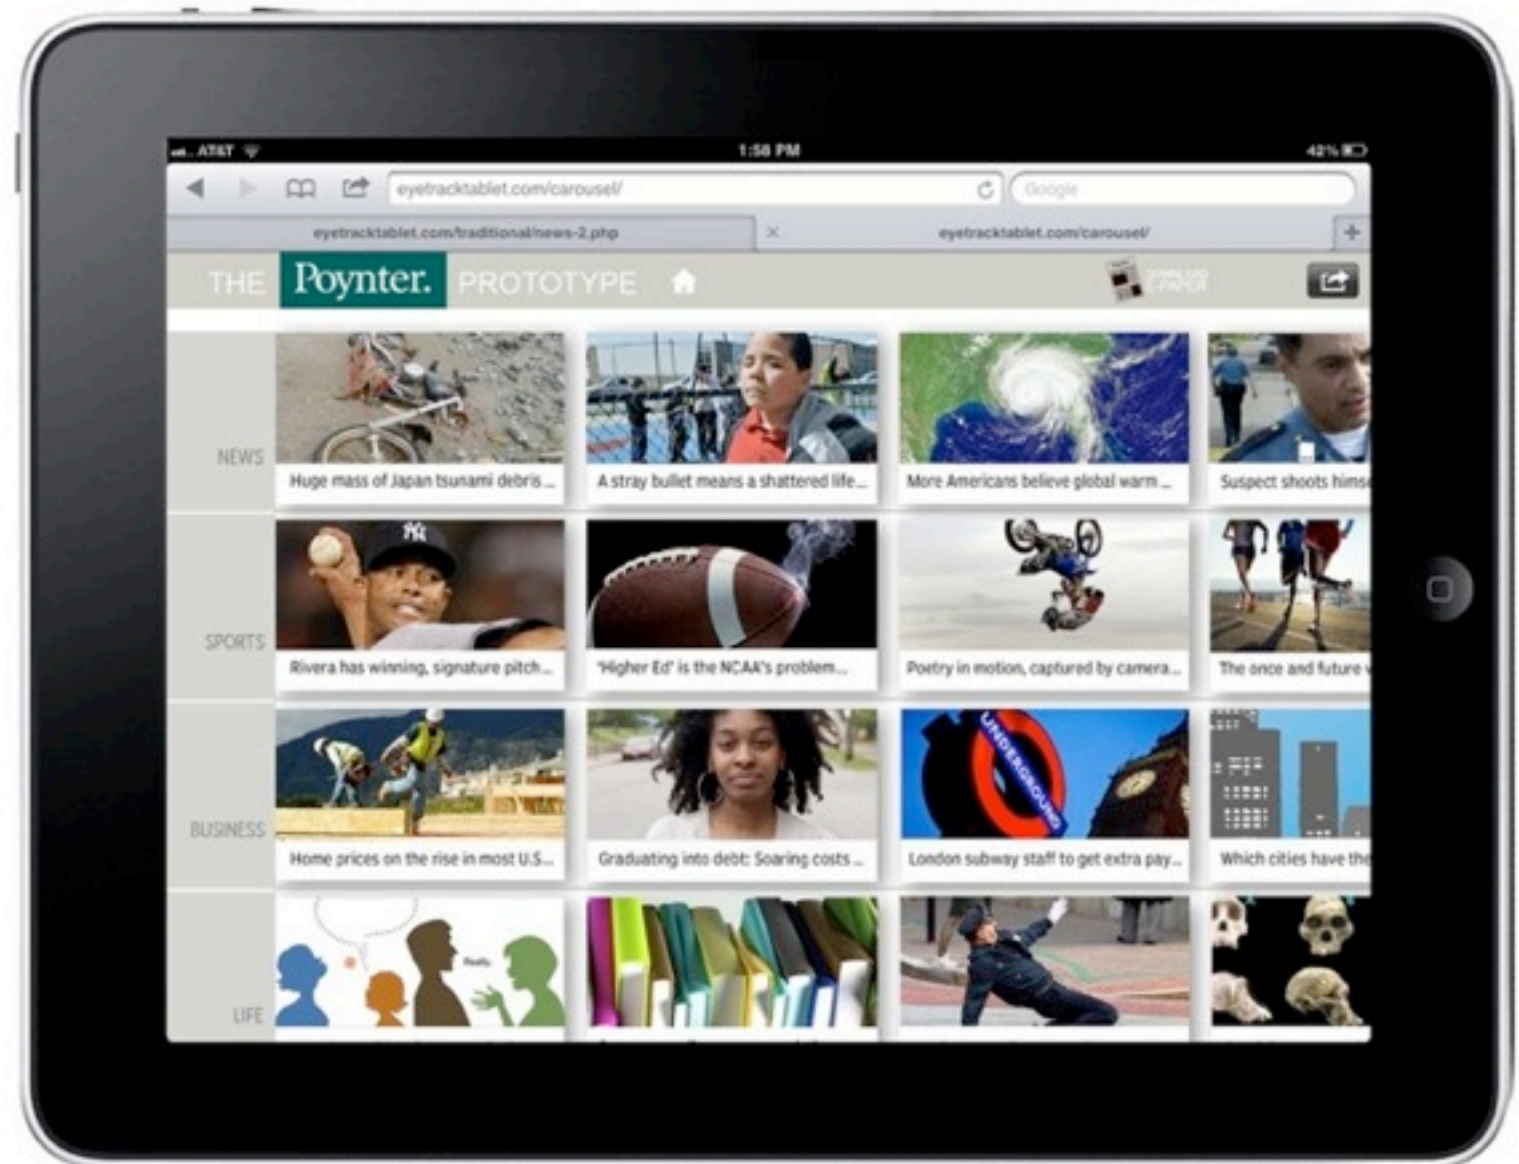 AT&T 1:58 PM 42%
eyetracktablet.com/carousel/ Google
eyetracktablet.com/traditional/news-2.php × eyetracktablet.com/carousel/ +
THE Poynter. PROTOTYPE DOWNLOAD
E-PAPER
NEWS
Huge mass of Japan tsunami debris ...
A stray bullet means a shattered life...
More Americans believe global warm ...
Suspect shoots himse
SPORTS
Rivera has winning, signature pitch...
"Higher Ed" is the NCAA's problem...
Poetry in motion, captured by camera...
The once and future
UNDERGROUND
BUSINESS
Home prices on the rise in most U.S...
Graduating into debt: Soaring costs ...
London subway staff to get extra pay...
Which cities have the
Really.
LIFE